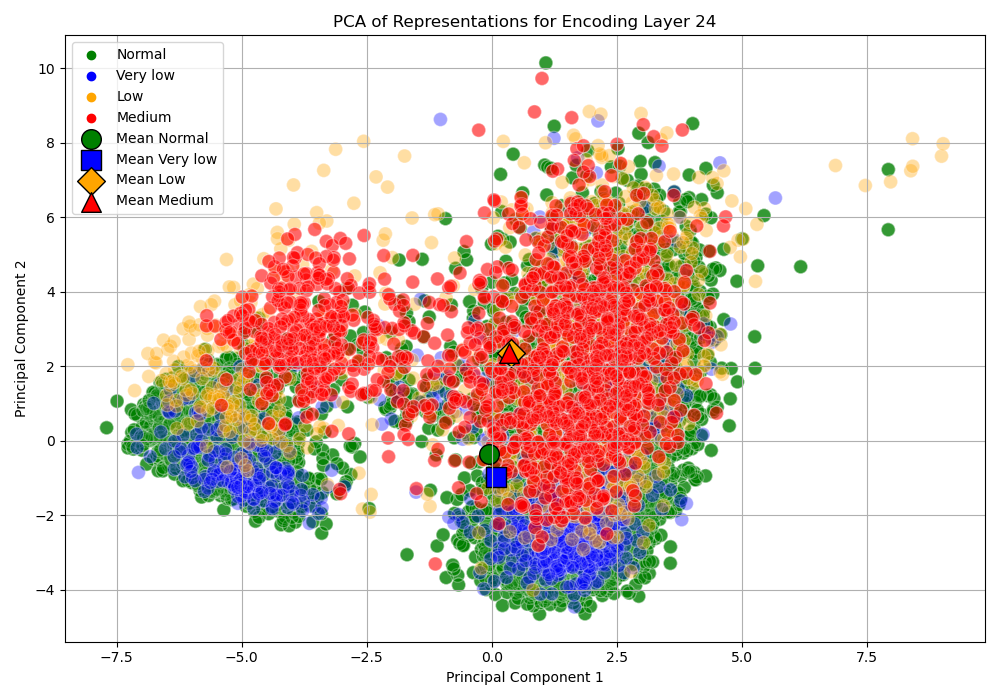 PCA of Representations for Encoding Layer 24
Normal
Very low
Low
Medium
Mean Normal
Mean Very low
Mean Low
Mean Medium
10
8
6
4
2
0
−2
−4
Principal Component 2
−7.5 −5.0 −2.5 0.0 2.5 5.0 7.5
Principal Component 1